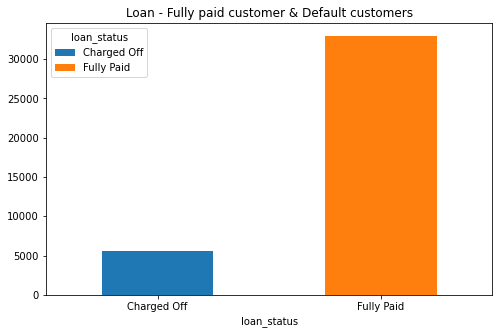 Loan - Fully paid customer & Default customers
loan_status
Charged Off
Fully Paid
30000
25000
20000
15000
10000
5000
0
Charged Off Fully Paid
loan_status